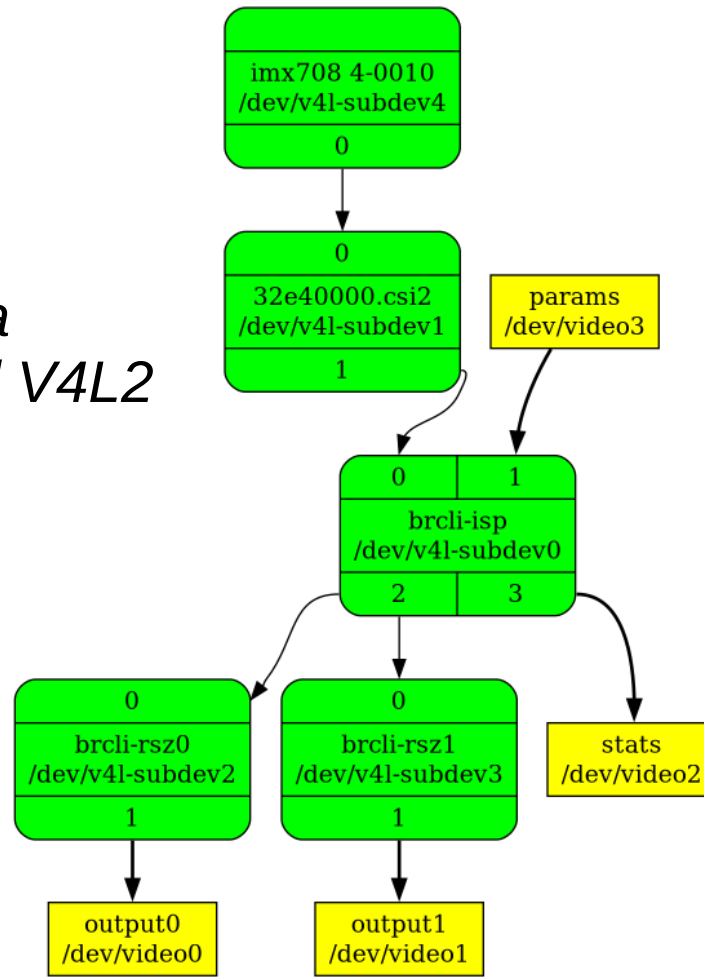 imx708 4-0010
/dev/v4l-subdev4
0
0
32e40000.csi2
/dev/v4l-subdev1
1
params
/dev/video3
a
V4L2
0 1
brcli-isp
/dev/v4l-subdev0
2 3
0
brcli-rsz0
/dev/v4l-subdev2
1
0
brcli-rsz1
/dev/v4l-subdev3
1
stats
/dev/video2
output0
/dev/video0
output1
/dev/video1